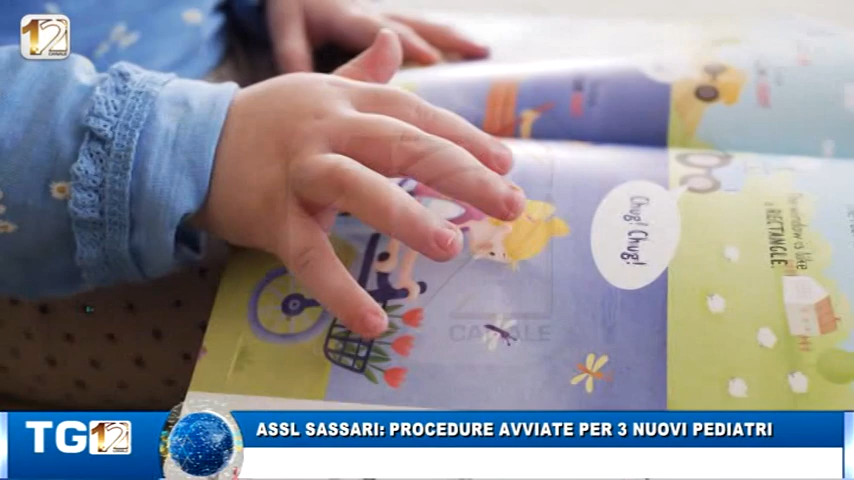 12
Chug! Chug!
The window is like
a RECTANGLE.
CANALE
TG12
ASSL SASSARI: PROCEDURE AVVIATE PER 3 NUOVI PEDIATRI